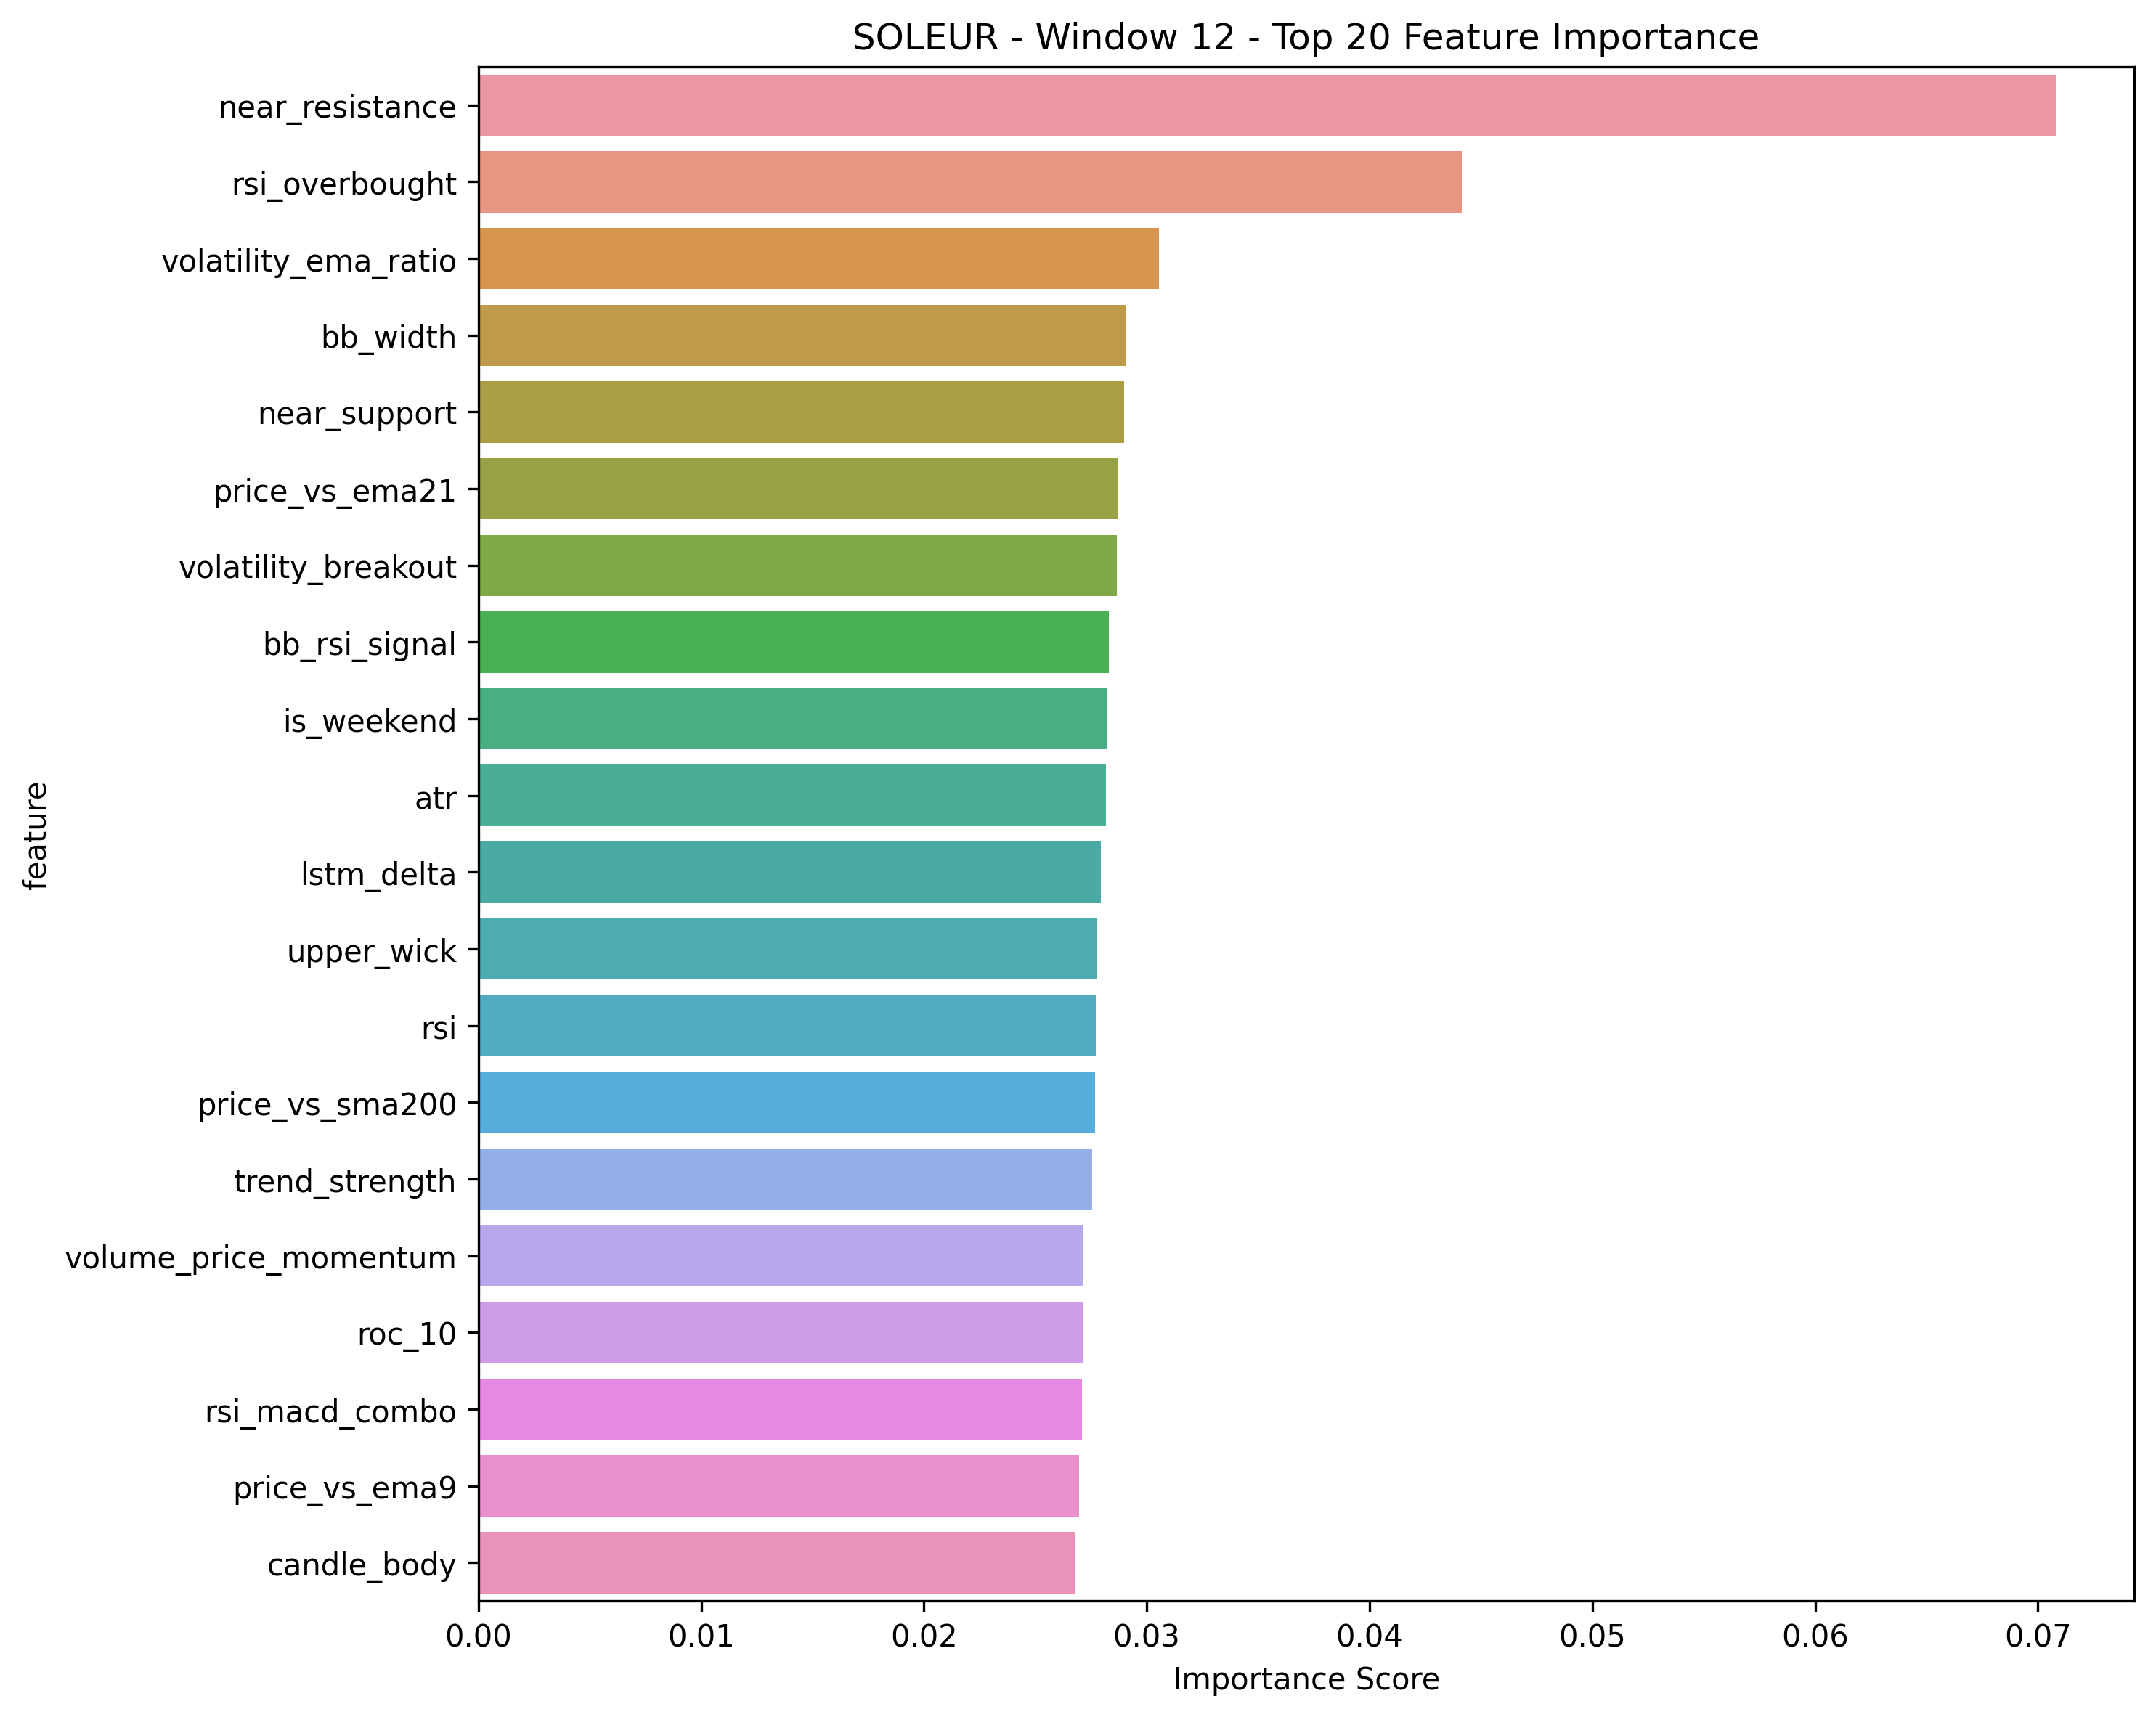 SOLEUR - Window 12 - Top 20 Feature Importance
near_resistance
rsi_overbought
volatility_ema_ratio
bb_width
near_support
price_vs_ema21
volatility_breakout
bb_rsi_signal
is_weekend
atr
lstm_delta
upper_wick
rsi
price_vs_sma200
trend_strength
volume_price_momentum
roc_10
rsi_macd_combo
price_vs_ema9
candle_body
feature
0.00 0.01 0.02 0.03 0.04 0.05 0.06 0.07
Importance Score